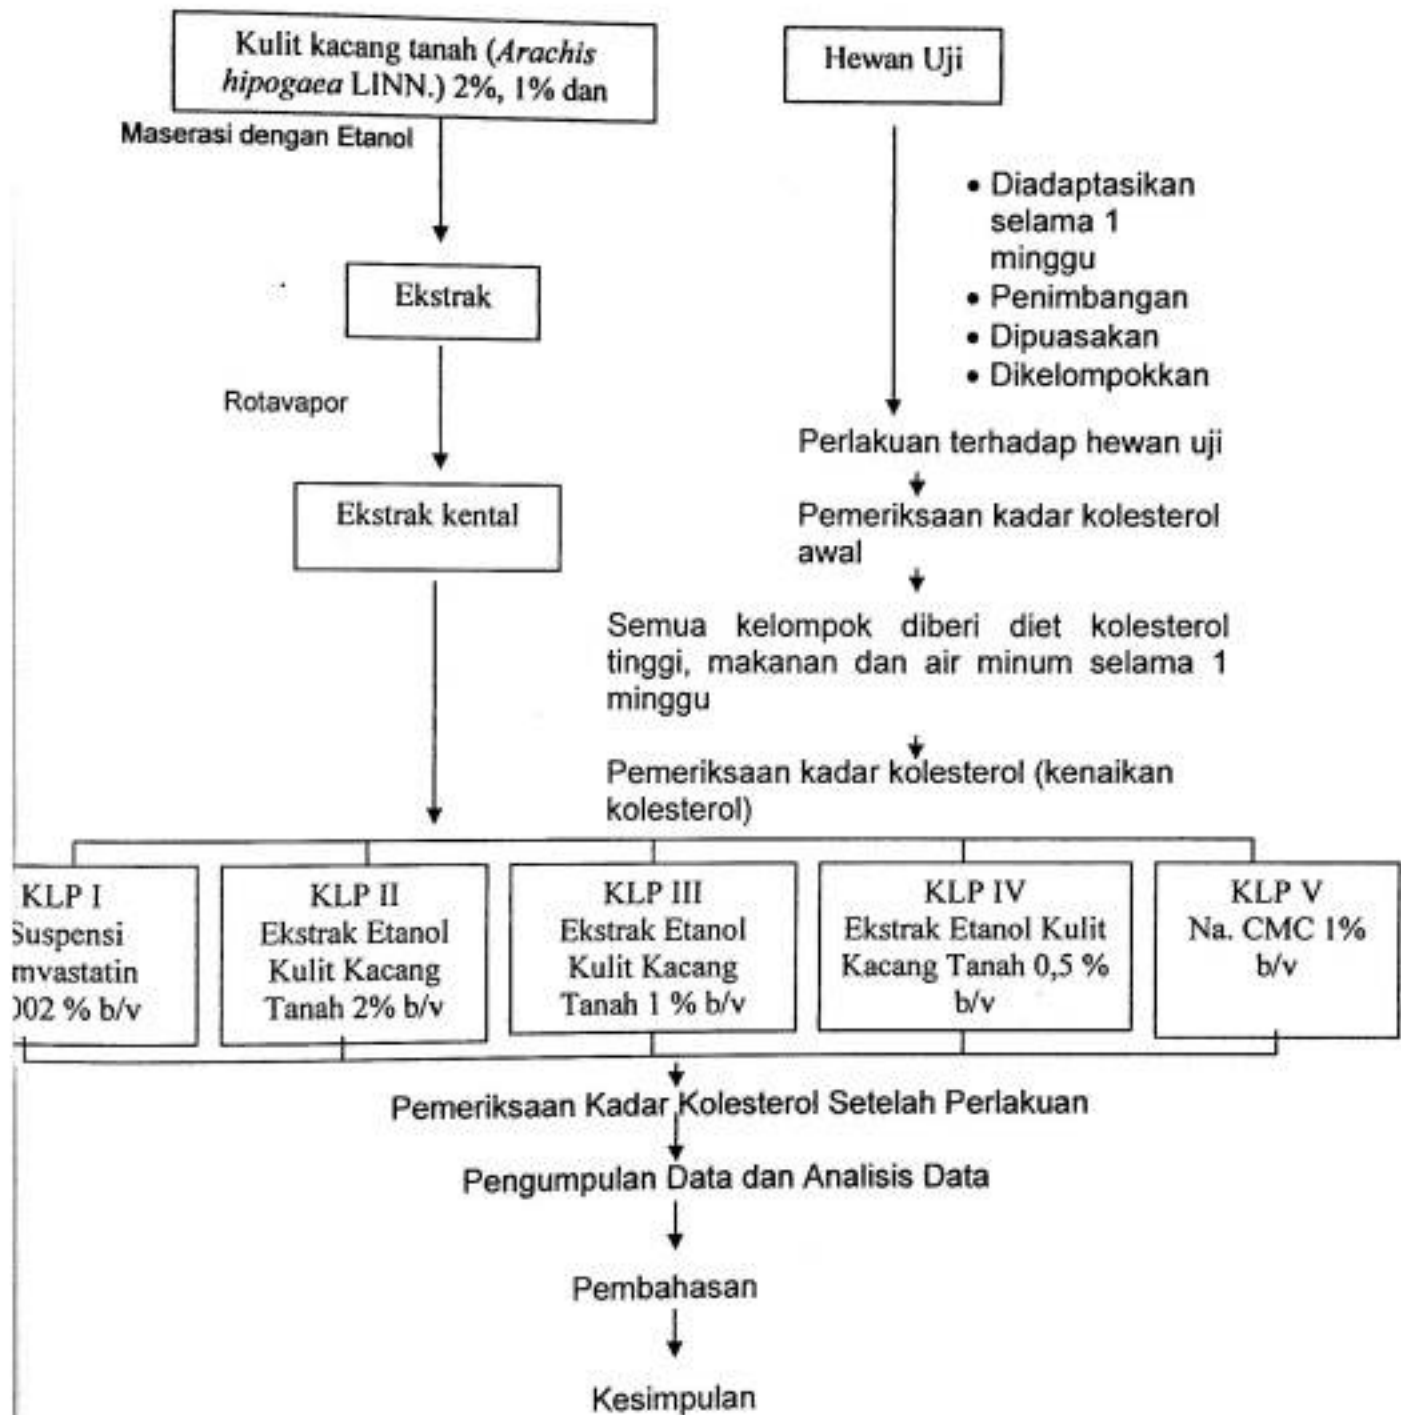 Kulit kacang tanah (Arachis
hipogaea LINN.) 2%, 1% dan
Maserasi dengan Etanol
Ekstrak
Rotavapor
Ekstrak kental
Hewan Uji
• Diadaptasikan
selama 1
minggu
• Penimbangan
• Dipuasakan
• Dikelompokkan
Perlakuan terhadap hewan uji
Pemeriksaan kadar kolesterol
awal
Semua kelompok diberi diet kolesterol
tinggi, makanan dan air minum selama 1
minggu
Pemeriksaan kadar kolesterol (kenaikan
kolesterol)
KLP I
Suspensi
mvastatin
002 % b/v
KLP II
Ekstrak Etanol
Kulit Kacang
Tanah 2% b/v
KLP III
Ekstrak Etanol
Kulit Kacang
Tanah 1 % b/v
KLP IV
Ekstrak Etanol Kulit
Kacang Tanah 0,5 %
b/v
KLP V
Na. CMC 1%
b/v
Pemeriksaan Kadar Kolesterol Setelah Perlakuan
Pengumpulan Data dan Analisis Data
Pembahasan
Kesimpulan